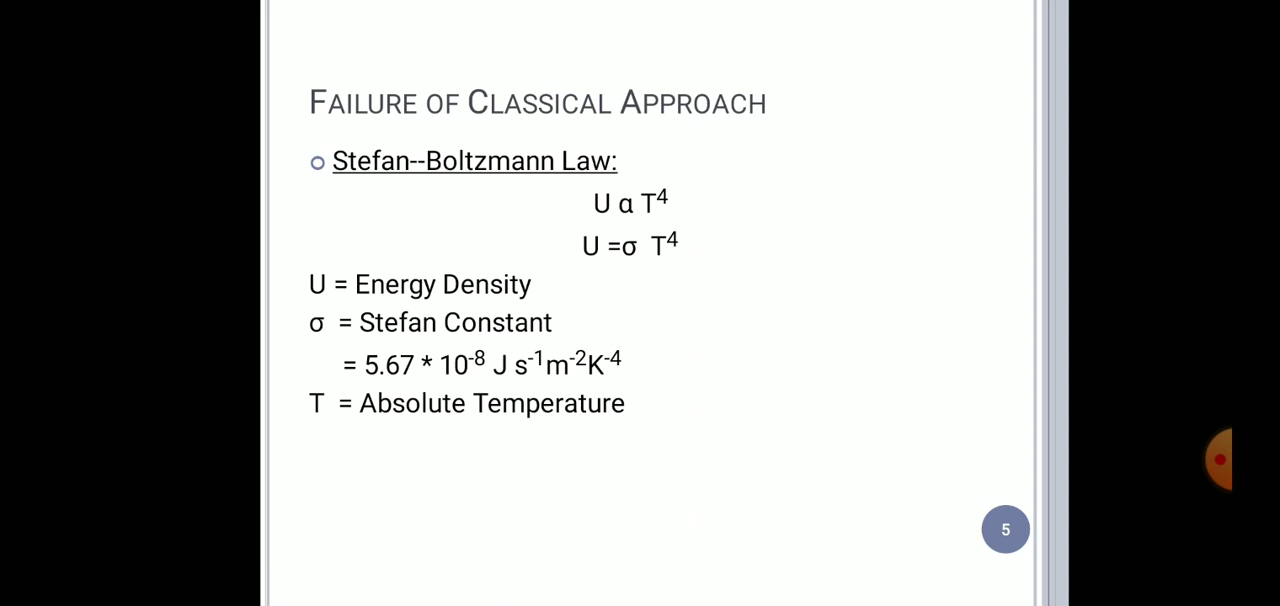 FAILURE OF CLASSICAL APPROACH
Stefan--Boltzmann Law:
U α T⁴
U =σ T⁴
U = Energy Density
σ = Stefan Constant
= 5.67 * 10⁻⁸ J s⁻¹m⁻²K⁻⁴
T = Absolute Temperature
5